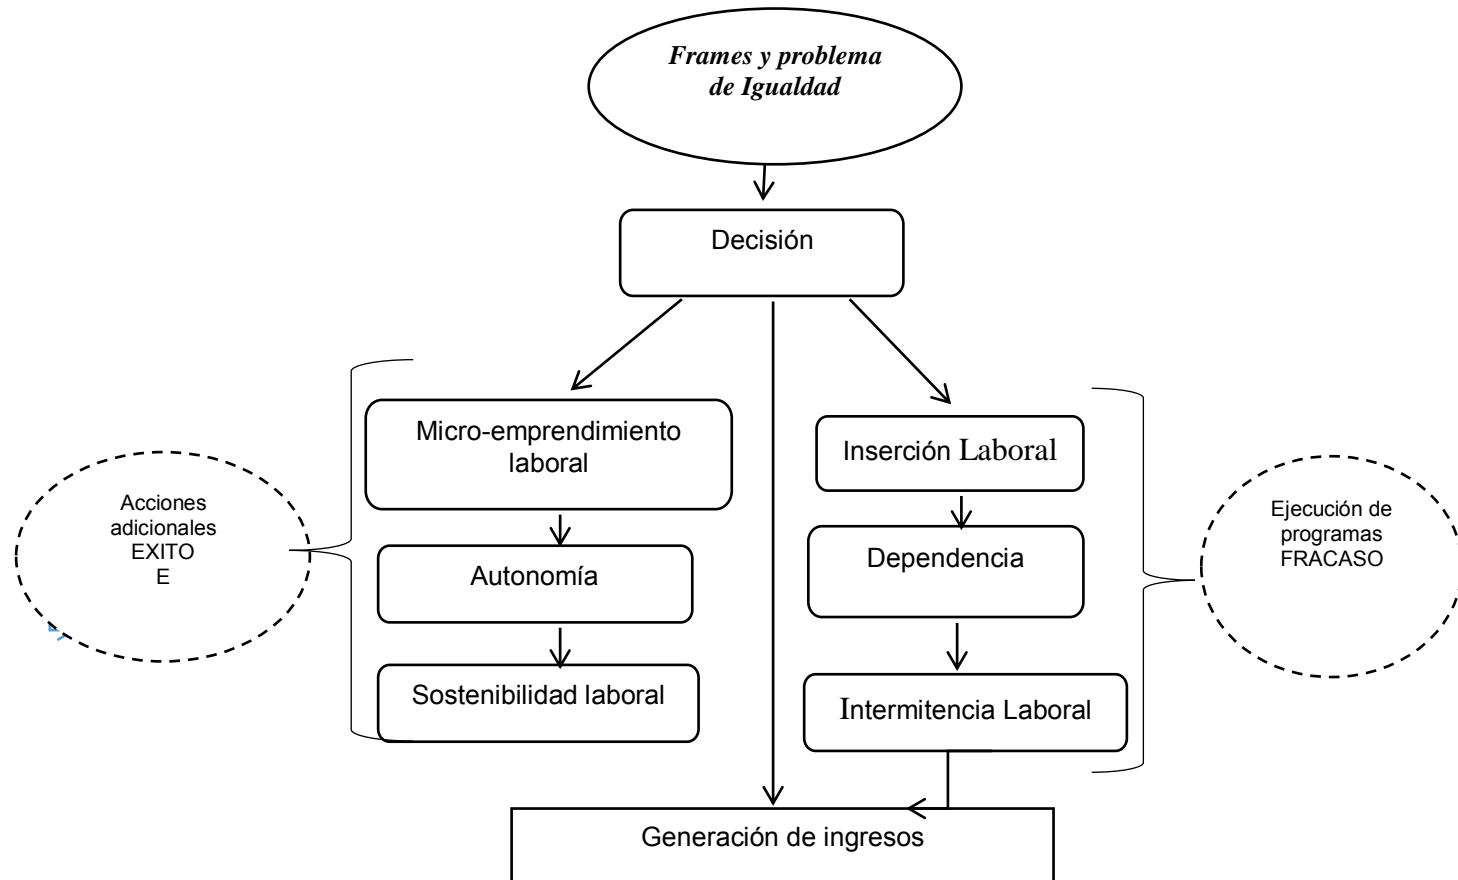 Frames y problema
de Igualdad
Decisión
Micro-emprendimiento
laboral
Inserción Laboral
Acciones
adicionales
EXITO
E
Ejecución de
programas
FRACASO
Autonomía
Dependencia
Sostenibilidad laboral
Intermitencia Laboral
Generación de ingresos